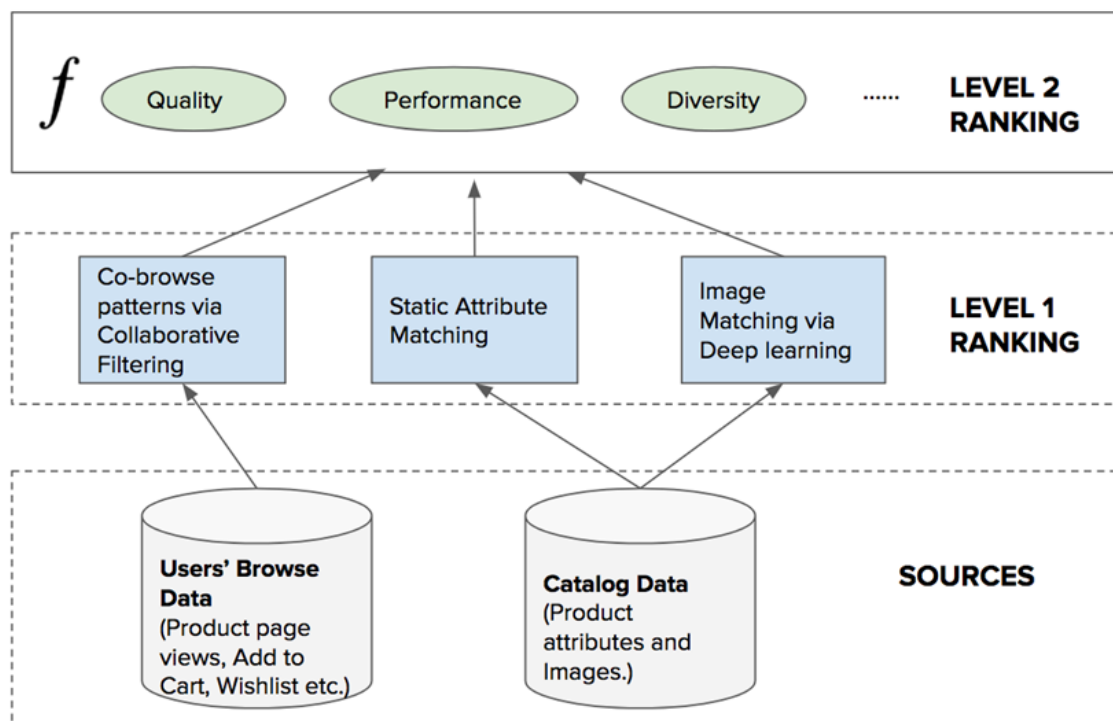 f
Quality
Performance
Diversity
......
LEVEL 2
RANKING
Co-browse
patterns via
Collaborative
Filtering
Static Attribute
Matching
Image
Matching via
Deep learning
LEVEL 1
RANKING
Users’ Browse
Data
(Product page
views, Add to
Cart, Wishlist etc.)
Catalog Data
(Product
attributes and
Images.)
SOURCES